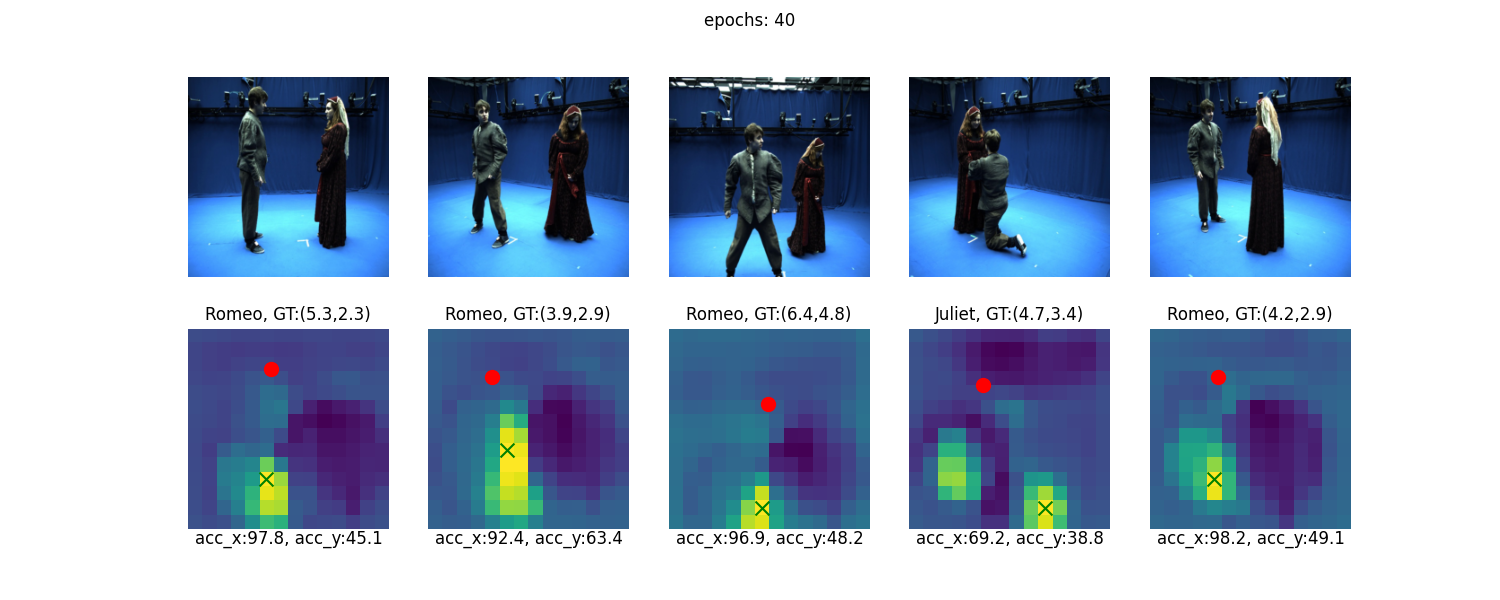 epochs: 40
Romeo, GT:(5.3,2.3)
Romeo, GT:(3.9,2.9)
Romeo, GT:(6.4,4.8)
Juliet, GT:(4.7,3.4)
Romeo, GT:(4.2,2.9)
acc_x:97.8, acc_y:45.1
acc_x:92.4, acc_y:63.4
acc_x:96.9, acc_y:48.2
acc_x:69.2, acc_y:38.8
acc_x:98.2, acc_y:49.1